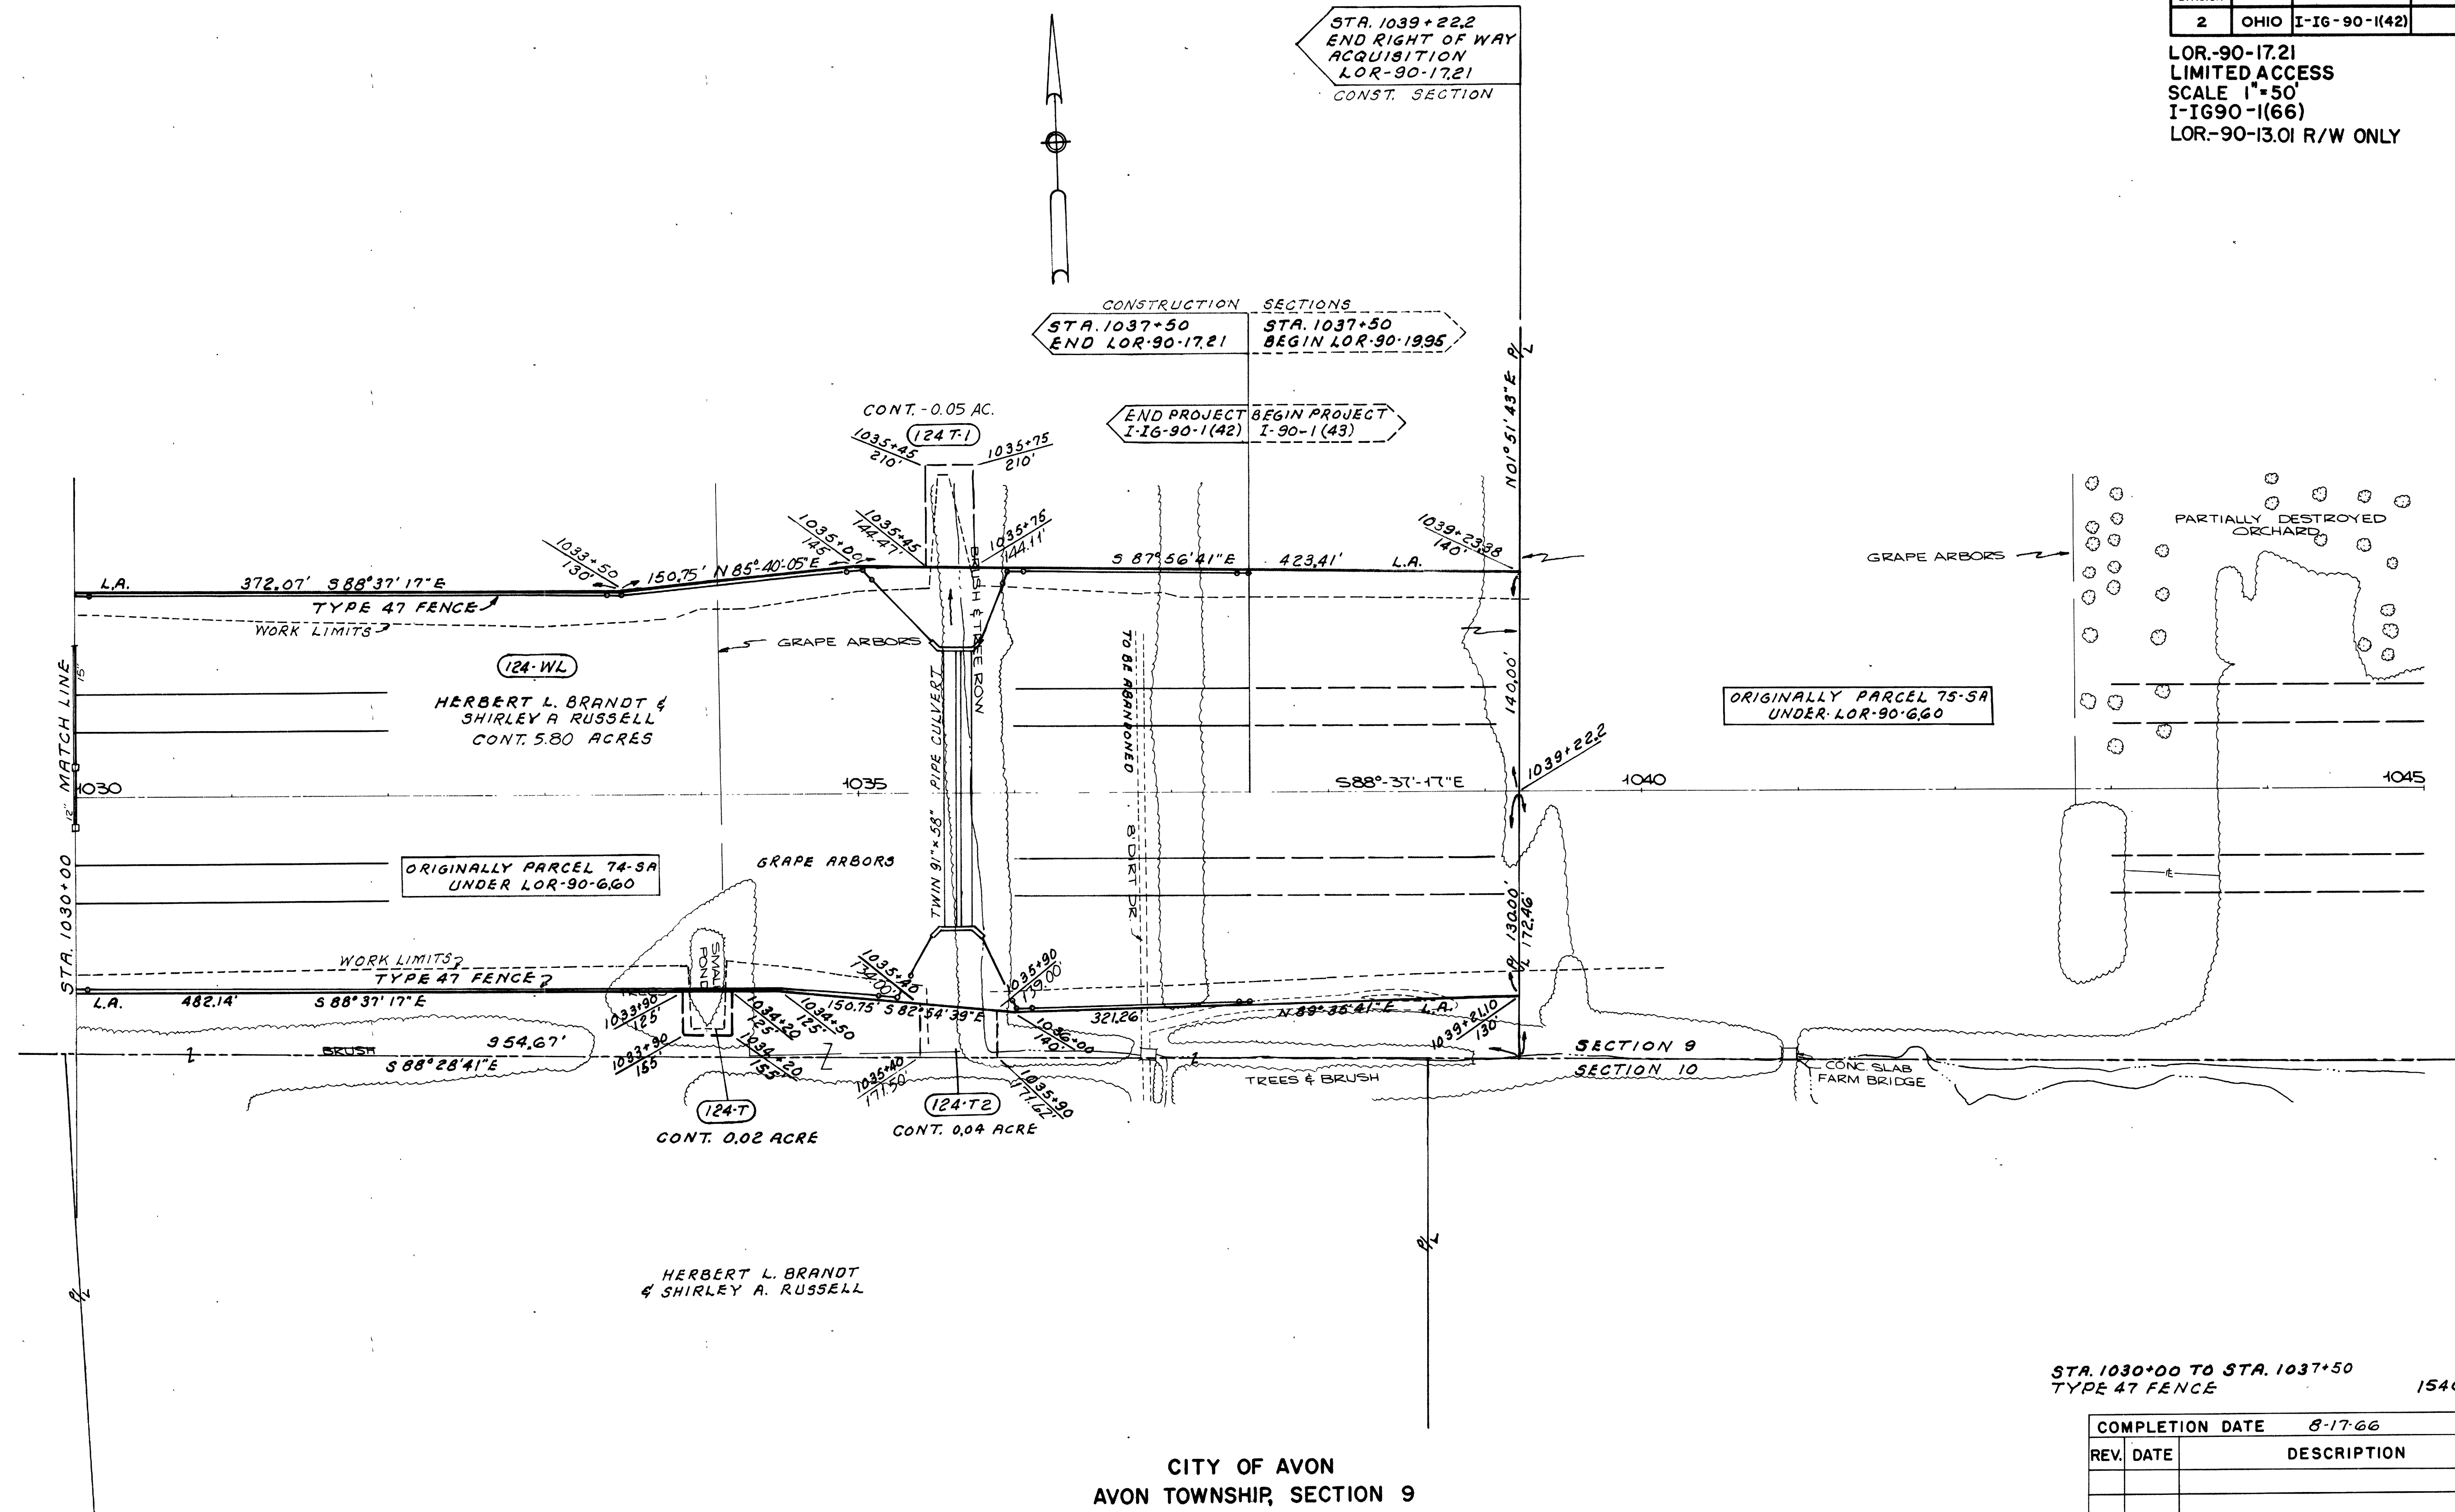 STA. 1039+22.2
END RIGHT OF WAY
ACQUISITION
LOR-90-17.21
CONST. SECTION
2 OHIO I-IG-90-1(42)
LOR.-90-17.21
LIMITED ACCESS
SCALE 1"=50'
I-IG90-1(66)
LOR.-90-13.01 R/W ONLY
CONSTRUCTION SECTIONS
STA. 1037+50
END LOR-90-17.21
STA. 1037+50
BEGIN LOR-90-19.95
END PROJECT
I-IG-90-1(42)
BEGIN PROJECT
I-90-1(43)
N01°51'43"E P/L
CONT.-0.05 AC.
124 T-1
1035+45
210'
1035+75
210'
1033+50
130'
1035+00
145'
1035+45
144.47'
1035+75
144.11'
1039+23.38
140'
L.A. 372.07' S88°37'17"E
150.75' N85°-40'-05"E
S 87°56'41"E 423.41' L.A.
TYPE 47 FENCE
WORK LIMITS
GRAPE ARBORS
BRUSH & TREE ROW
PARTIALLY DESTROYED
ORCHARD
GRAPE ARBORS
124-WL
HERBERT L. BRANDT &
SHIRLEY A RUSSELL
CONT. 5.80 ACRES
TWIN 91"x58" PIPE CULVERT
TO BE ABANDONED
8' DIRT DR.
140.00'
ORIGINALLY PARCEL 75-SA
UNDER LOR-90-6.60
STA. 1030+00 MATCH LINE
15"
12"
1030
1035
S88°-37'-17"E
1039+22.2
1040
1045
ORIGINALLY PARCEL 74-SA
UNDER LOR-90-6.60
GRAPE ARBORS
SMALL
POND
P/L 130.00'
P/L 172.46'
WORK LIMITS
TYPE 47 FENCE
L.A. 482.14' S88°37'17"E
1033+90
125'
1034+20
125'
1034+50
125'
150.75' S82°54'39"E
1035+40
134.00'
1035+90
139.00'
1036+00
140'
321.26 N89°35'41"E L.A.
1039+21.10
130'
BRUSH
954.67'
S88°28'41"E
1033+90
155'
1034+20
155'
1035+40
171.50'
1035+90
171.62'
TREES & BRUSH
SECTION 9
SECTION 10
CONC. SLAB
FARM BRIDGE
124-T
CONT. 0.02 ACRE
124-T2
CONT. 0.04 ACRE
P/L
P/L
HERBERT L. BRANDT
& SHIRLEY A. RUSSELL
STA. 1030+00 TO STA. 1037+50
TYPE 47 FENCE
COMPLETION DATE 8-17-66
REV. DATE DESCRIPTION
CITY OF AVON
AVON TOWNSHIP, SECTION 9